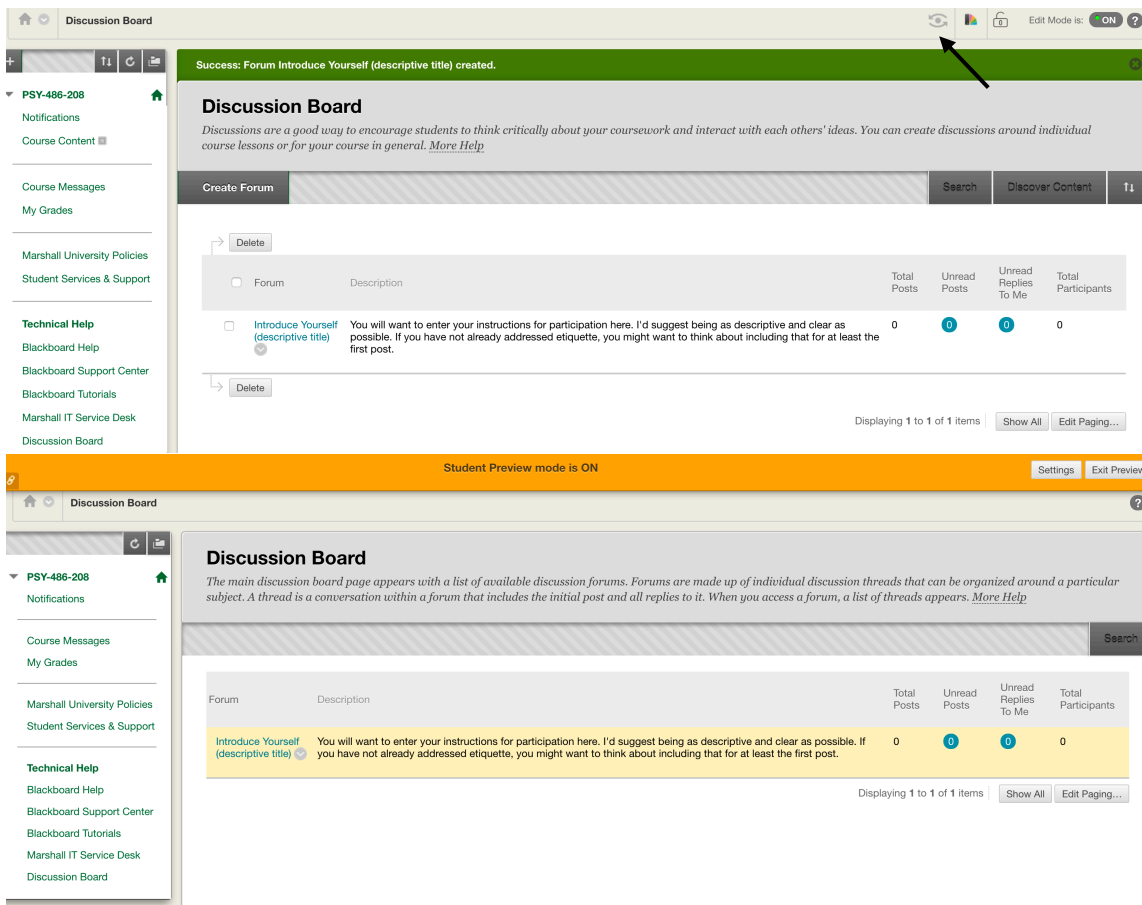 Discussion Board
Edit Mode is: ON ?
Success: Forum Introduce Yourself (descriptive title) created.
PSY-486-208
Notifications
Course Content
Course Messages
My Grades
Marshall University Policies
Student Services & Support
Technical Help
Blackboard Help
Blackboard Support Center
Blackboard Tutorials
Marshall IT Service Desk
Discussion Board
Discussion Board
Discussions are a good way to encourage students to think critically about your coursework and interact with each others' ideas. You can create discussions around individual
course lessons or for your course in general. More Help
Create Forum
Search
Discover Content
Delete
Forum
Description
Total
Posts
Unread
Posts
Unread
Replies
To Me
Total
Participants
Introduce Yourself
(descriptive title)
You will want to enter your instructions for participation here. I'd suggest being as descriptive and clear as
possible. If you have not already addressed etiquette, you might want to think about including that for at least the
first post.
0
0
0
0
Delete
Displaying 1 to 1 of 1 items
Show All
Edit Paging...
Student Preview mode is ON
Settings
Exit Preview
Discussion Board
?
PSY-486-208
Notifications
Course Messages
My Grades
Marshall University Policies
Student Services & Support
Technical Help
Blackboard Help
Blackboard Support Center
Blackboard Tutorials
Marshall IT Service Desk
Discussion Board
Discussion Board
The main discussion board page appears with a list of available discussion forums. Forums are made up of individual discussion threads that can be organized around a particular
subject. A thread is a conversation within a forum that includes the initial post and all replies to it. When you access a forum, a list of threads appears. More Help
Search
Forum
Description
Total
Posts
Unread
Posts
Unread
Replies
To Me
Total
Participants
Introduce Yourself
(descriptive title)
You will want to enter your instructions for participation here. I'd suggest being as descriptive and clear as possible. If
you have not already addressed etiquette, you might want to think about including that for at least the first post.
0
0
0
0
Displaying 1 to 1 of 1 items
Show All
Edit Paging...